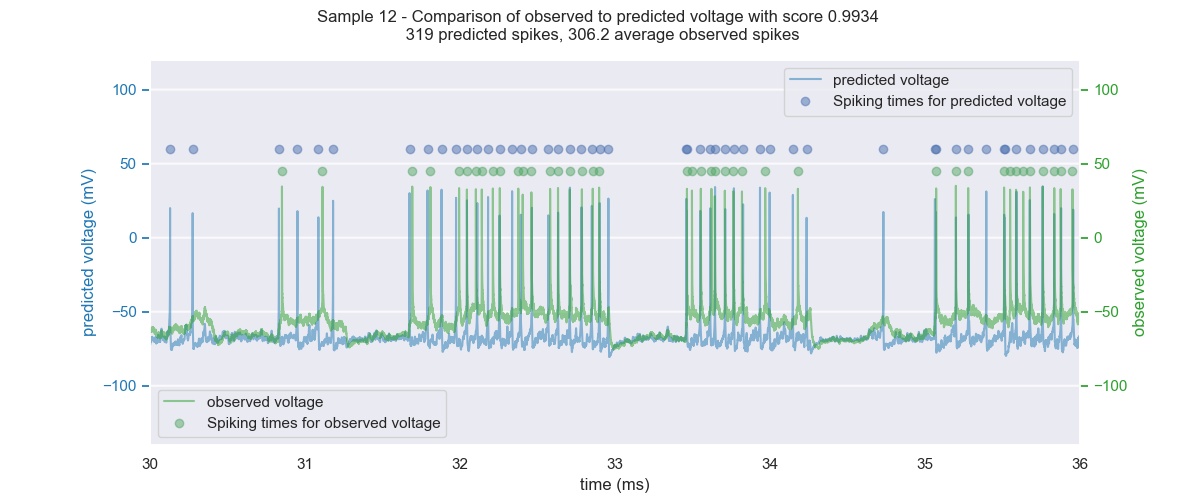 Sample 12 - Comparison of observed to predicted voltage with score 0.9934
319 predicted spikes, 306.2 average observed spikes
predicted voltage
Spiking times for predicted voltage
100
50
0
−50
−100
predicted voltage (mV)
100
50
0
−50
−100
observed voltage (mV)
observed voltage
Spiking times for observed voltage
30
31
32
33
34
35
36
time (ms)